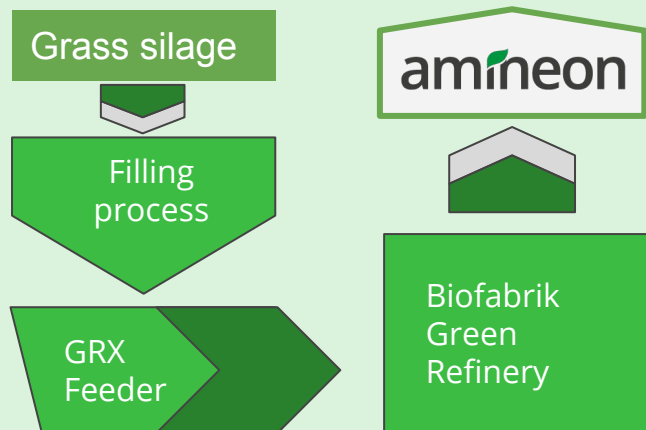 Grass silage
Filling
process
GRX
Feeder
Biofabrik
Green
Refinery
amineon